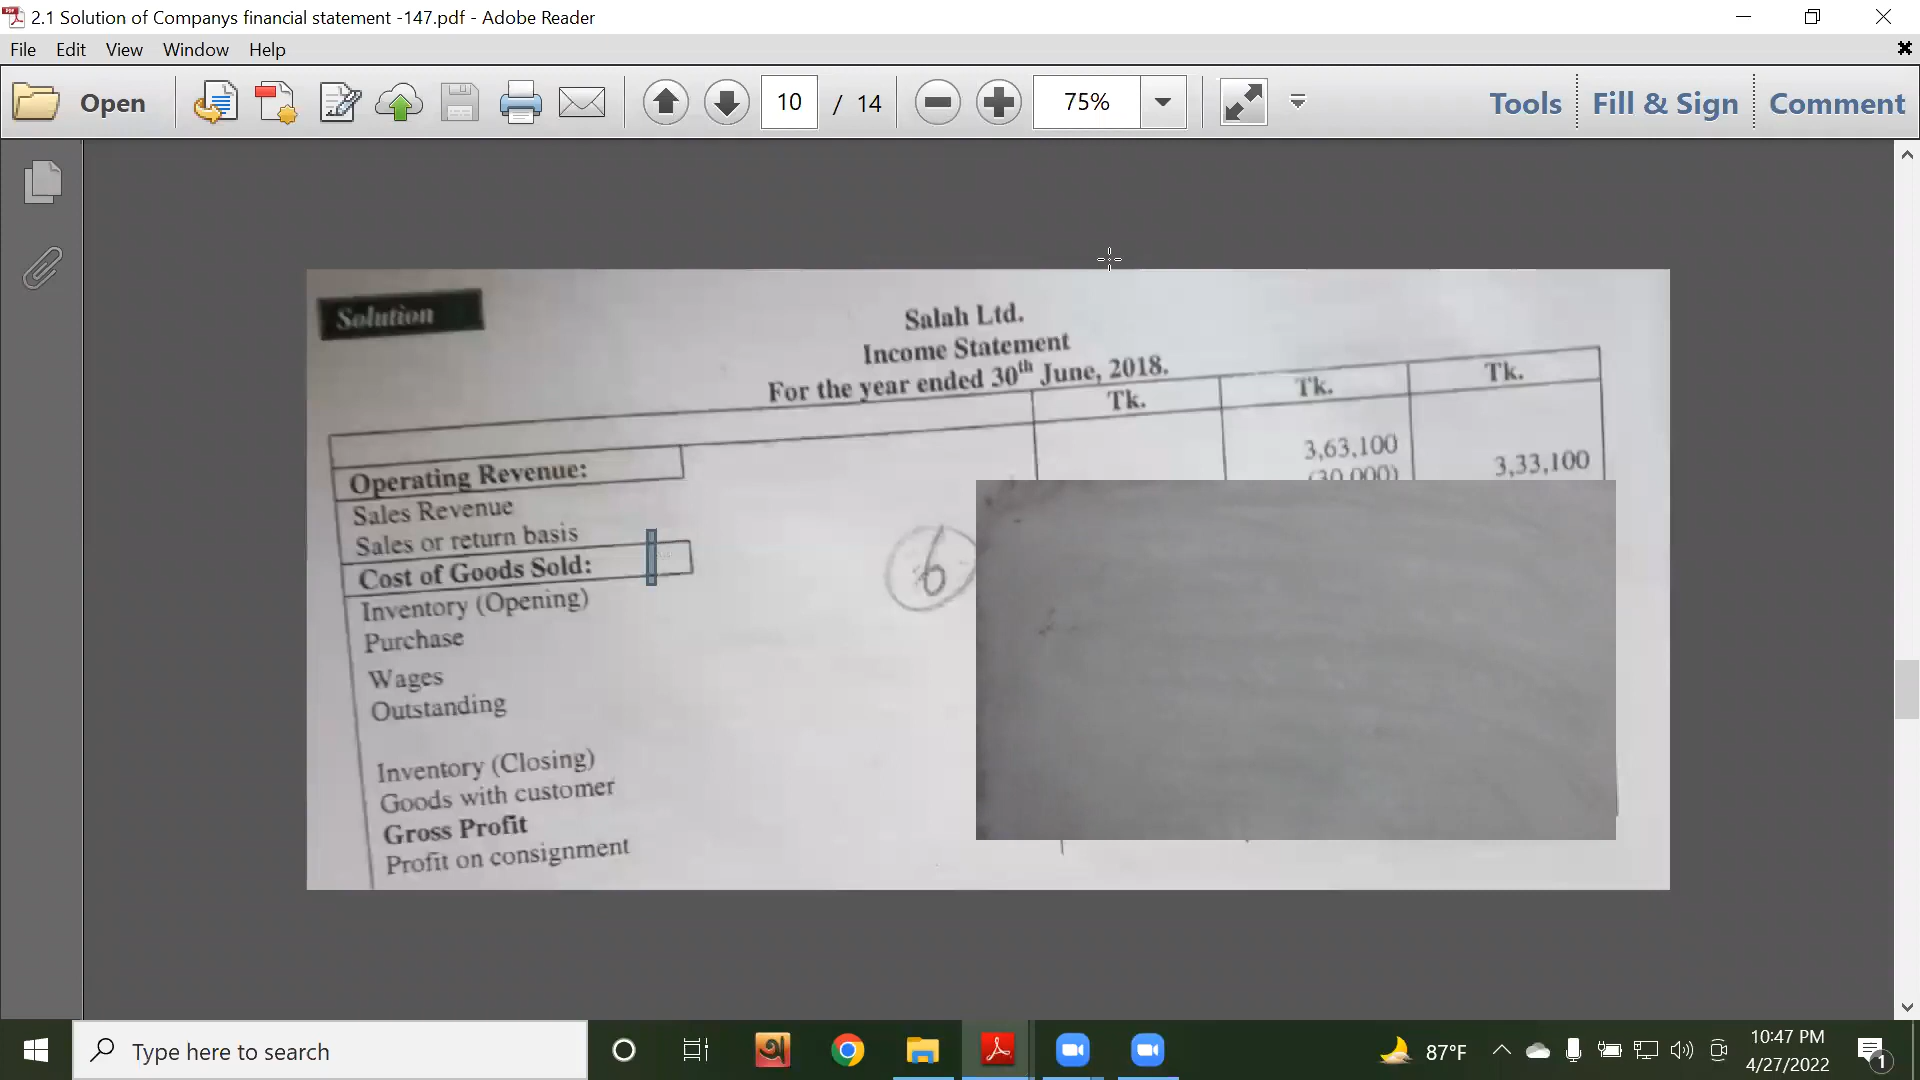 2.1 Solution of Companys financial statement -147.pdf - Adobe Reader
File Edit View Window Help
Open 10 / 14 75% Tools Fill & Sign Comment
Solution
Salah Ltd.
Income Statement
For the year ended 30th June, 2018.
Tk. Tk. Tk.
Operating Revenue:
Sales Revenue 3,63,100
Sales or return basis (30,000) 3,33,100
Cost of Goods Sold:
6
Inventory (Opening)
Purchase
Wages
Outstanding
Inventory (Closing)
Goods with customer
Gross Profit
Profit on consignment
Type here to search
অ
87°F
10:47 PM
4/27/2022
1